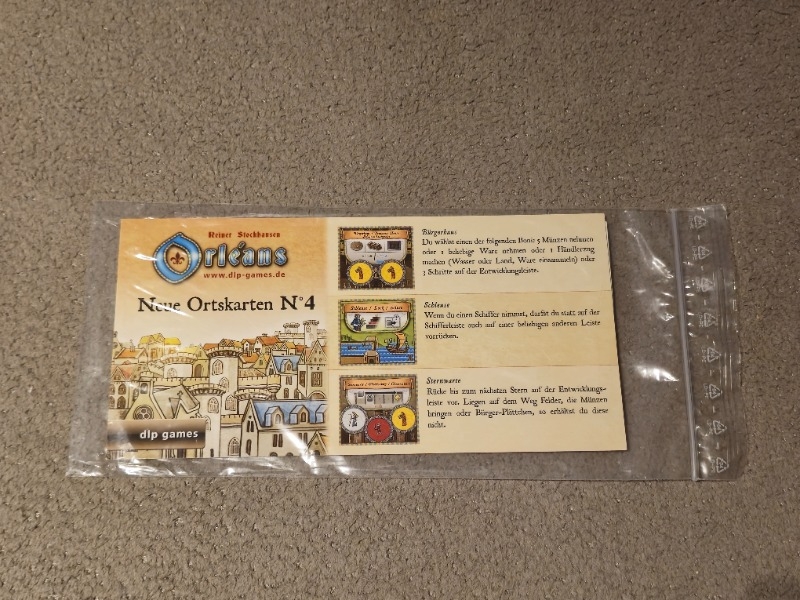 Reiner Stockhausen
Orléans
www.dlp-games.de
Neue Ortskarten N°4
dlp games
Bürgerhaus
Du wählst einen der folgenden Boni: 5 Münzen nehmen
oder 1 beliebige Ware nehmen oder 1 Händlerzug
machen (Wasser oder Land, Ware einsammeln) oder
2 Schritte auf der Entwicklungsleiste.
Schleuse
Wenn du einen Schiffer nimmst, darfst du statt auf der
Schifferleiste auch auf einer beliebigen anderen Leiste
vorrücken.
Sternwarte
Rücke bis zum nächsten Stern auf der Entwicklungs-
leiste vor. Liegen auf dem Weg Felder, die Münzen
bringen oder Bürger-Plättchen, so erhältst du diese
nicht.